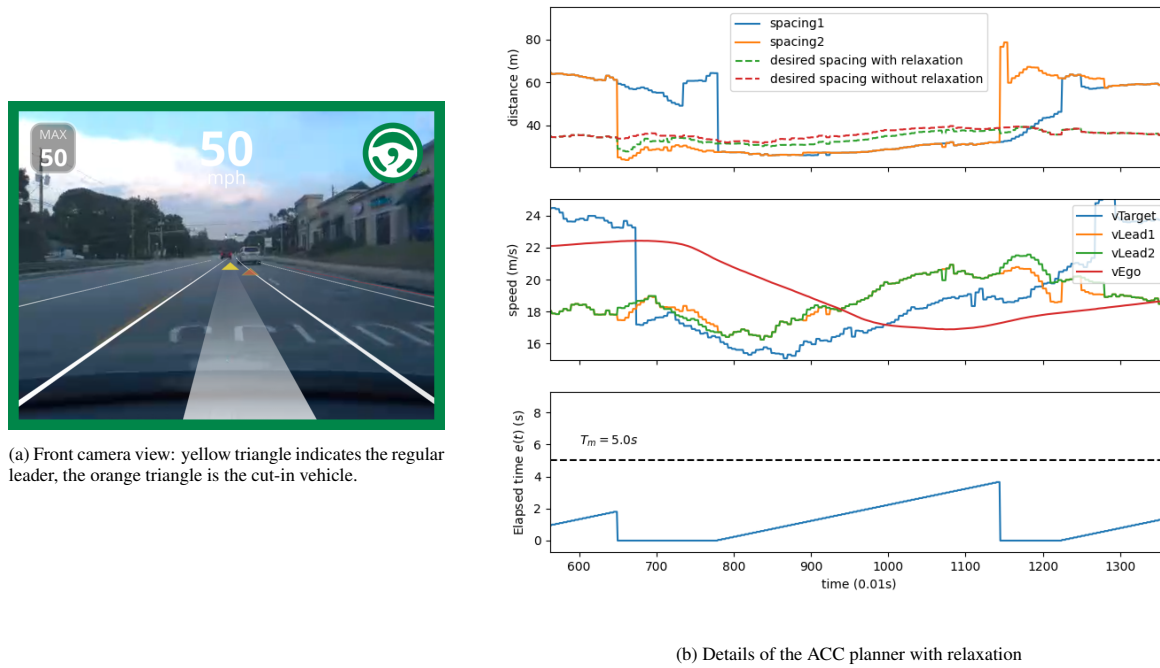 MAX
50
50
mph
(a) Front camera view: yellow triangle indicates the regular
leader, the orange triangle is the cut-in vehicle.
distance (m)
80
60
40
spacing1
spacing2
desired spacing with relaxation
desired spacing without relaxation
speed (m/s)
24
22
20
18
16
vTarget
vLead1
vLead2
vEgo
Elapsed time e(t) (s)
8
6
4
2
0
T_m = 5.0s
600 700 800 900 1000 1100 1200 1300
time (0.01s)
(b) Details of the ACC planner with relaxation